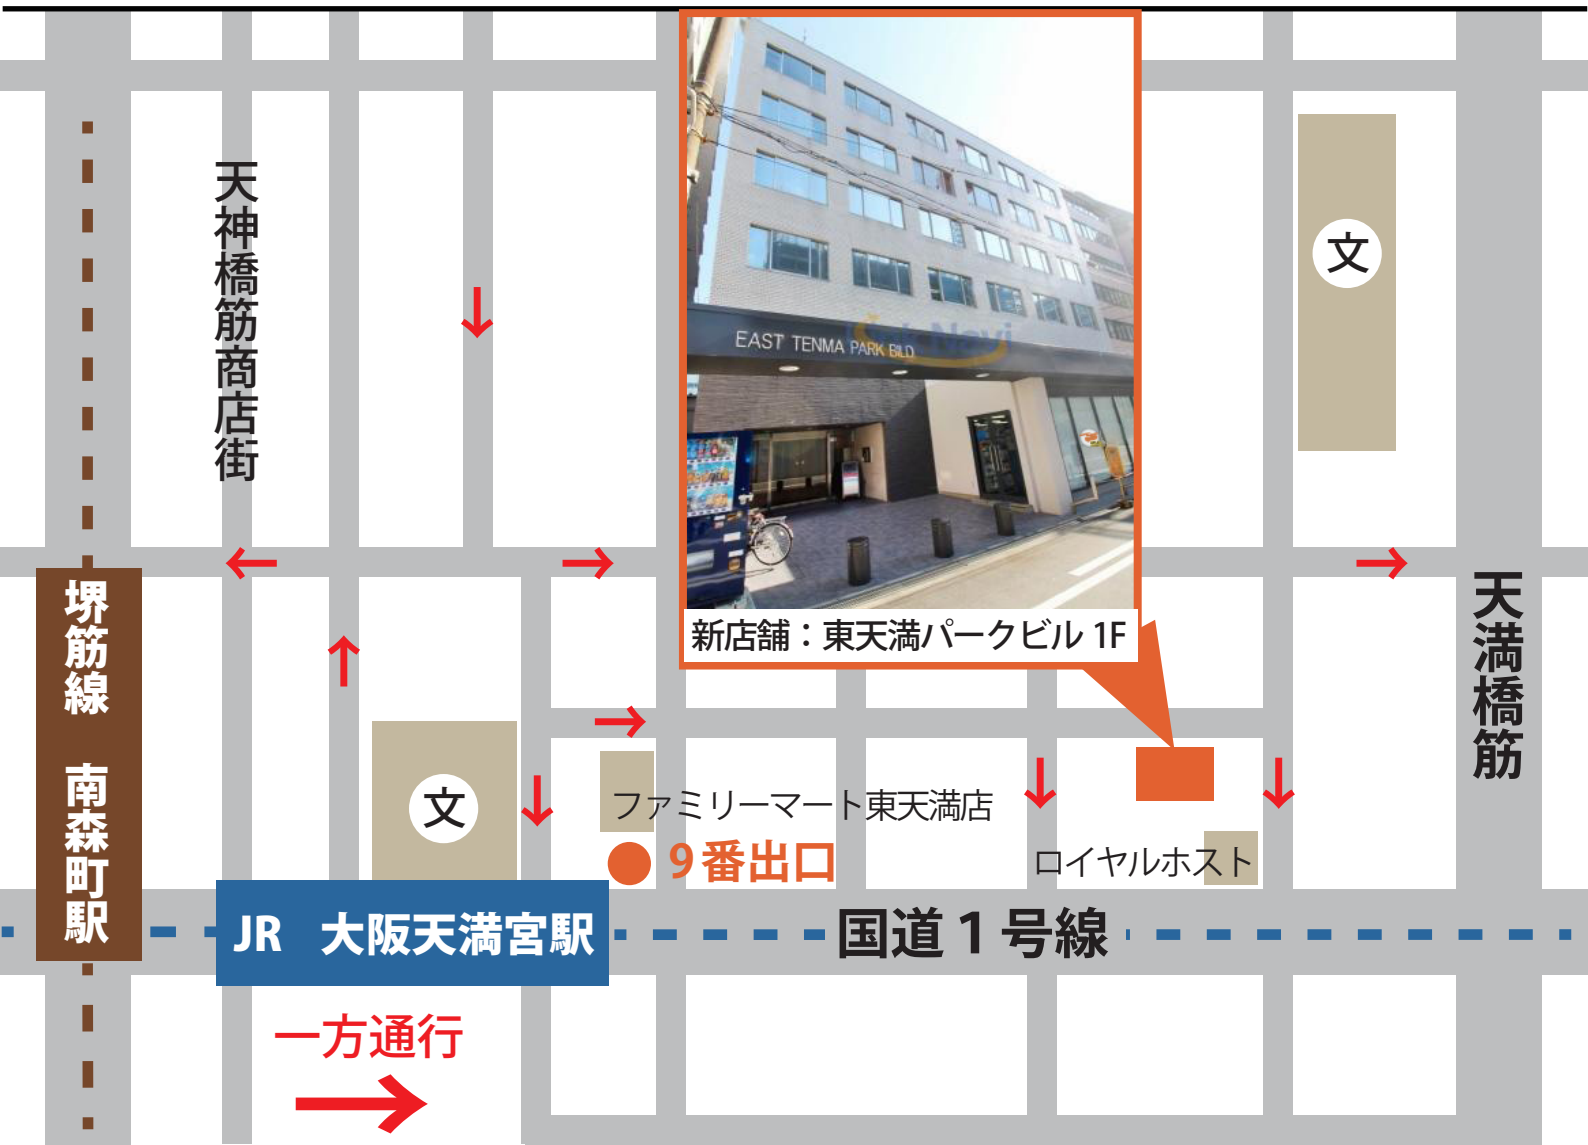 天神橋筋商店街
文
EAST TENMA PARK BILD
Navi
新店舗：東天満パークビル 1F
堺筋線 南森町駅
天満橋筋
文
ファミリーマート東天満店
9番出口
ロイヤルホスト
JR 大阪天満宮駅
国道1号線
一方通行